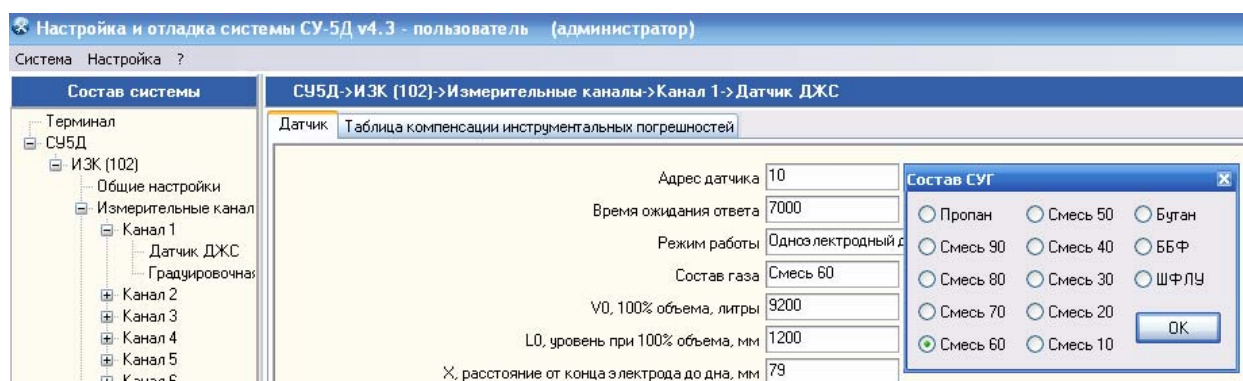 Настройка и отладка системы СУ-5Д v4.3 - пользователь (администратор)
Система Настройка ?
Состав системы
Терминал
СУ5Д
ИЗК (102)
Общие настройки
Измерительные канал
Канал 1
Датчик ДЖС
Градуировочная
Канал 2
Канал 3
Канал 4
Канал 5
Канал 6
СУ5Д->ИЗК (102)->Измерительные каналы->Канал 1->Датчик ДЖС
Датчик Таблица компенсации инструментальных погрешностей
Адрес датчика 10
Время ожидания ответа 7000
Режим работы Одноэлектродный д
Состав газа Смесь 60
V0, 100% объема, литры 9200
L0, уровень при 100% объема, мм 1200
X, расстояние от конца электрода до дна, мм 79
Состав СУГ
Пропан Смесь 50 Бутан
Смесь 90 Смесь 40 ББФ
Смесь 80 Смесь 30 ШФЛУ
Смесь 70 Смесь 20
Смесь 60 Смесь 10
OK